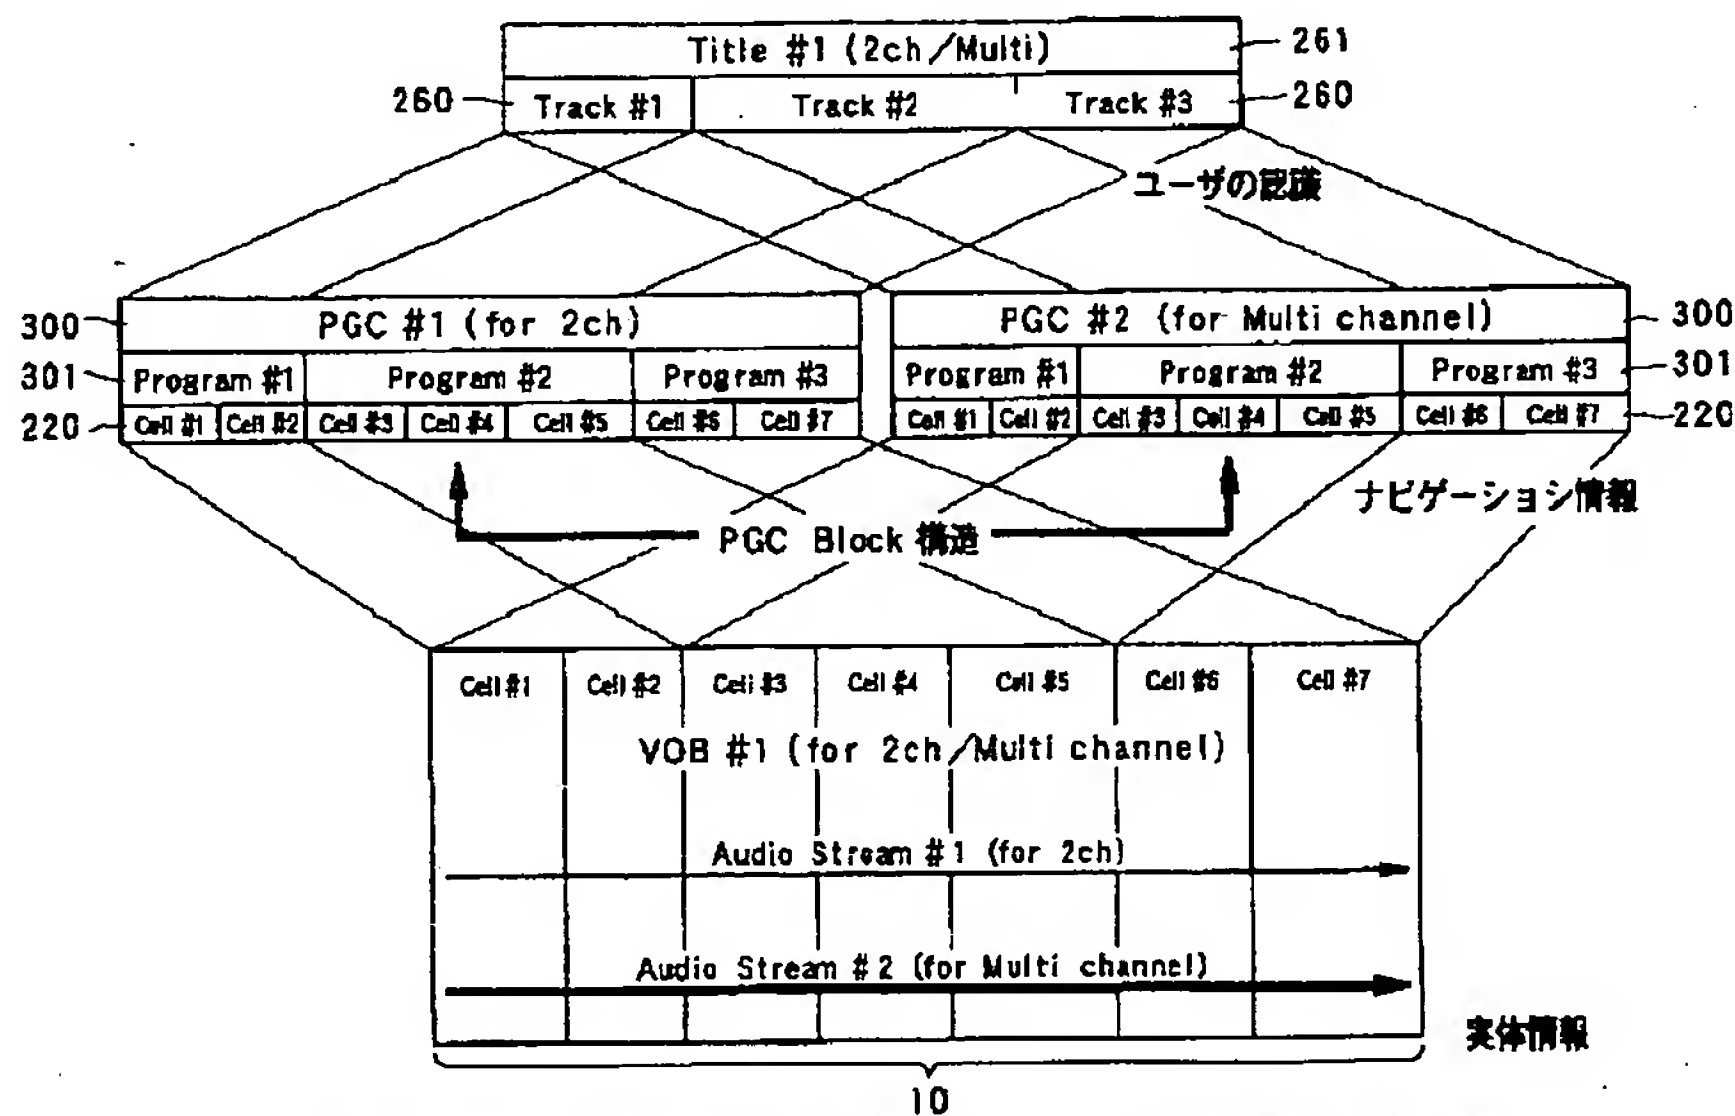 Title #1 (2ch/Multi)
261
260
Track #1
Track #2
Track #3
260
ユーザの認識
300
PGC #1 (for 2ch)
PGC #2 (for Multi channel)
300
301
Program #1
Program #2
Program #3
Program #1
Program #2
Program #3
301
220
Cell #1
Cell #2
Cell #3
Cell #4
Cell #5
Cell #6
Cell #7
Cell #1
Cell #2
Cell #3
Cell #4
Cell #5
Cell #6
Cell #7
220
ナビゲーション情報
PGC Block 構造
Cell #1
Cell #2
Cell #3
Cell #4
Cell #5
Cell #6
Cell #7
VOB #1 (for 2ch/Multi channel)
Audio Stream #1 (for 2ch)
Audio Stream #2 (for Multi channel)
実体情報
10